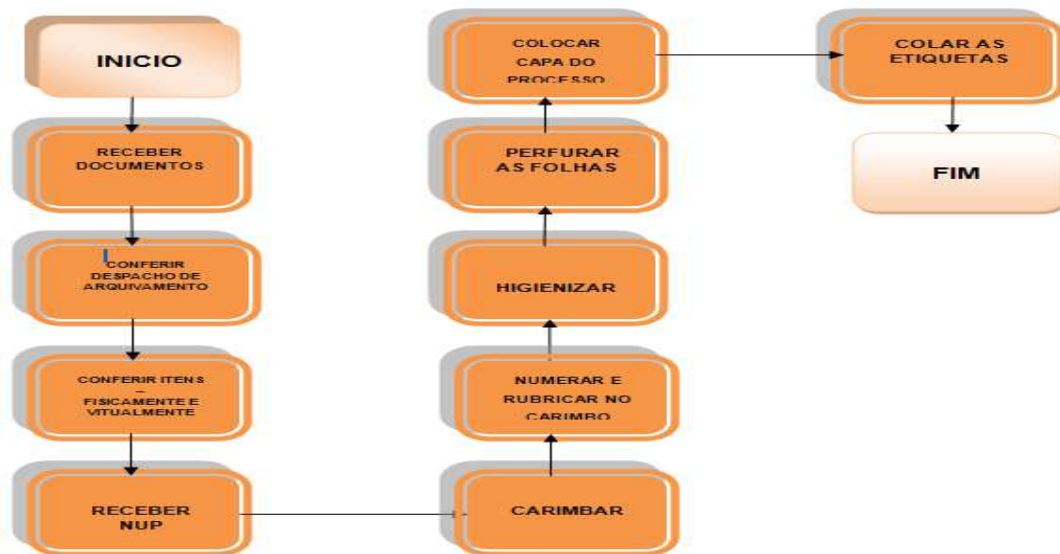 INICIO
RECEBER
DOCUMENTOS
CONFERIR
DESPACHO DE
ARQUIVAMENTO
CONFERIR ITENS
–
FISICAMENTE E
VITUALMENTE
RECEBER
NUP
CARIMBAR
NUMERAR E
RUBRICAR NO
CARIMBO
HIGIENIZAR
PERFURAR
AS FOLHAS
COLOCAR
CAPA DO
PROCESSO
COLAR AS
ETIQUETAS
FIM